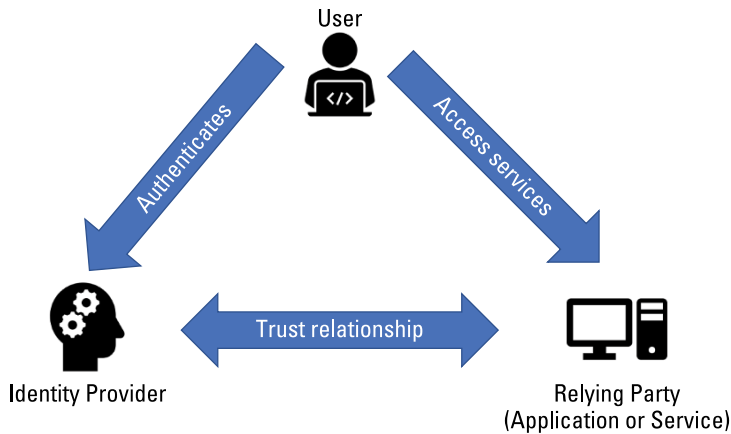 User
</>
Authenticates
Access services
Trust relationship
Identity Provider
Relying Party
(Application or Service)